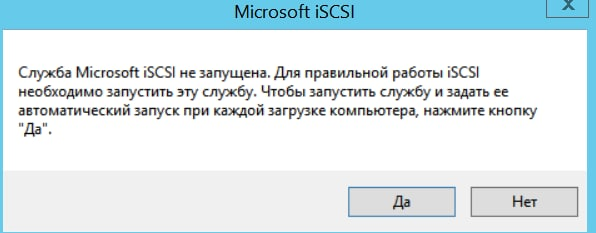 Microsoft iSCSI
Служба Microsoft iSCSI не запущена. Для правильной работы iSCSI
необходимо запустить эту службу. Чтобы запустить службу и задать ее
автоматический запуск при каждой загрузке компьютера, нажмите кнопку
"Да".
Да
Нет